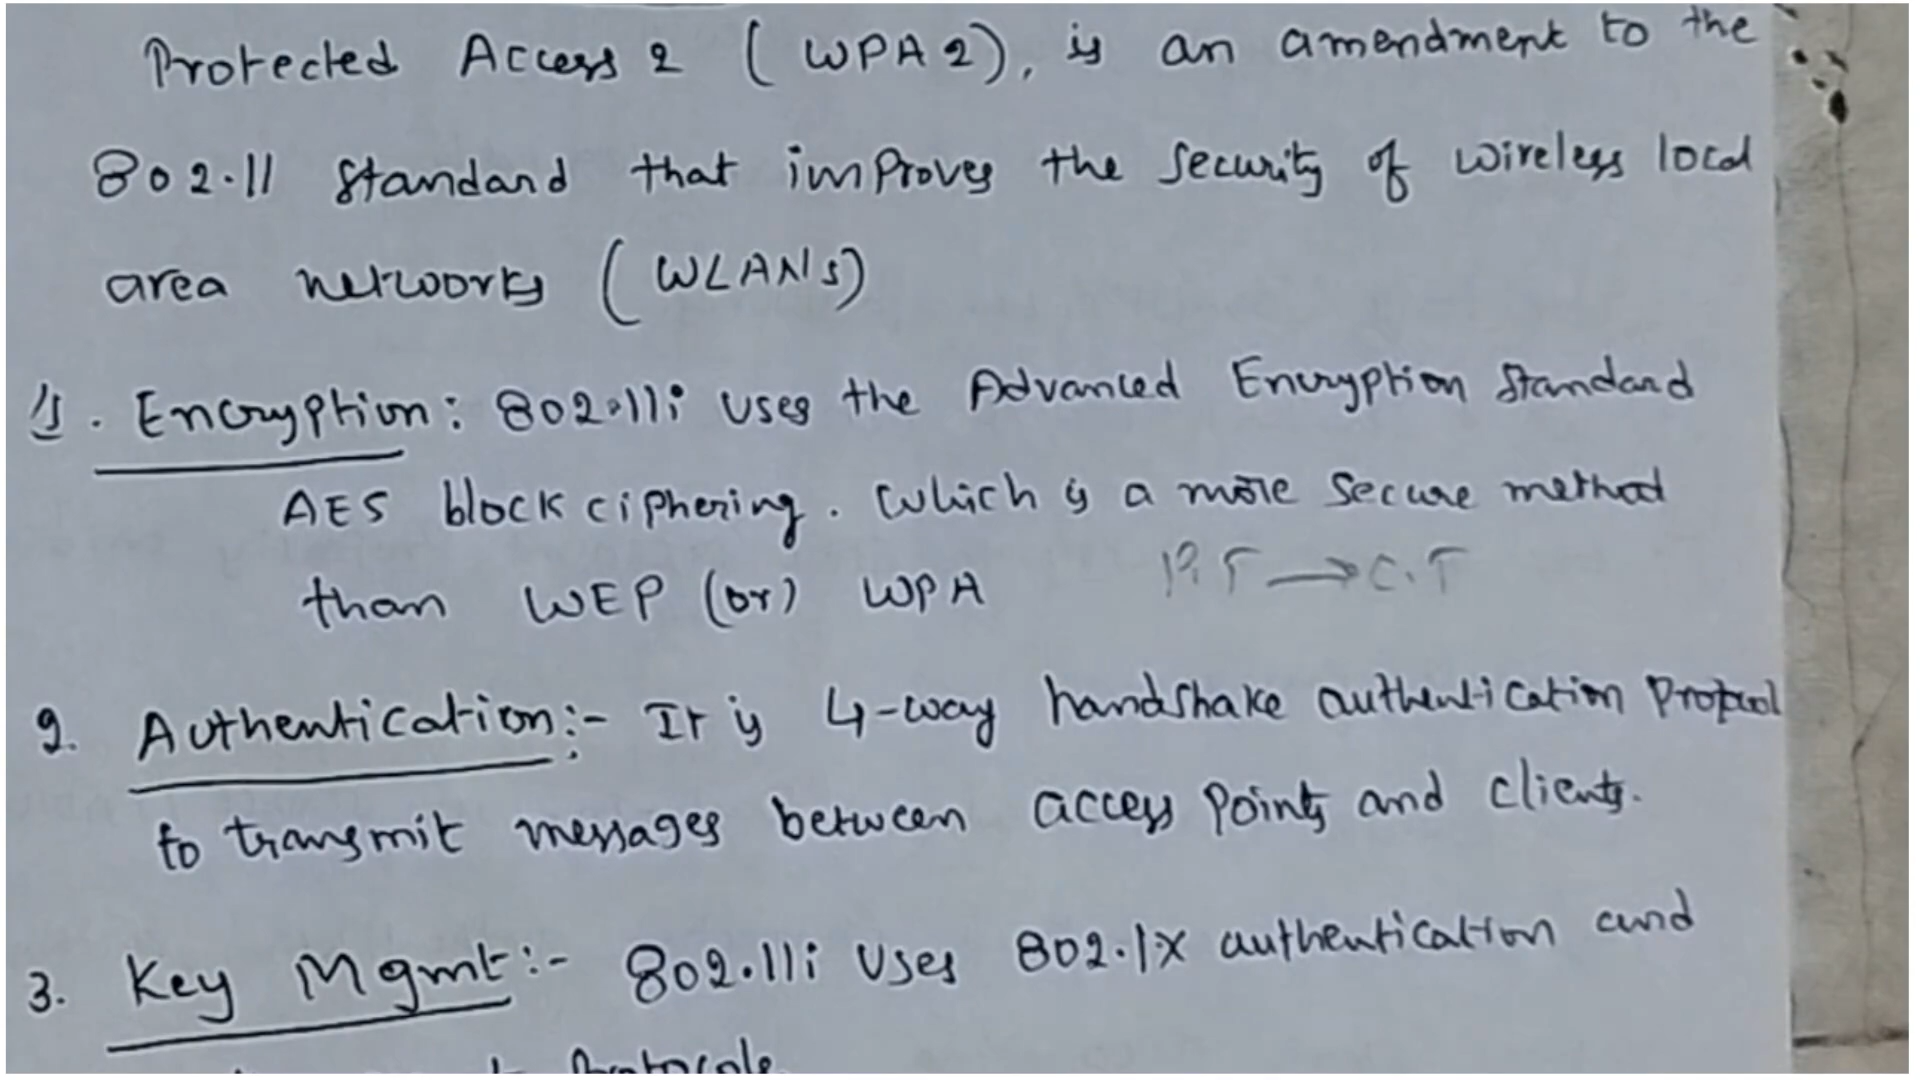 Protected Access 2 (WPA2), is an amendment to the
802.11 standard that improves the security of wireless local
area networks (WLANs)
1. Encryption: 802.11i uses the Advanced Encryption Standard
AES block ciphering. Which is a more secure method
than WEP (or) WPA
P.T → C.T
2. Authentication:- It is 4-way handshake authentication Protocol
to transmit messages between access points and clients.
3. Key Mgmt:- 802.11i uses 802.1X authentication and
Protocols